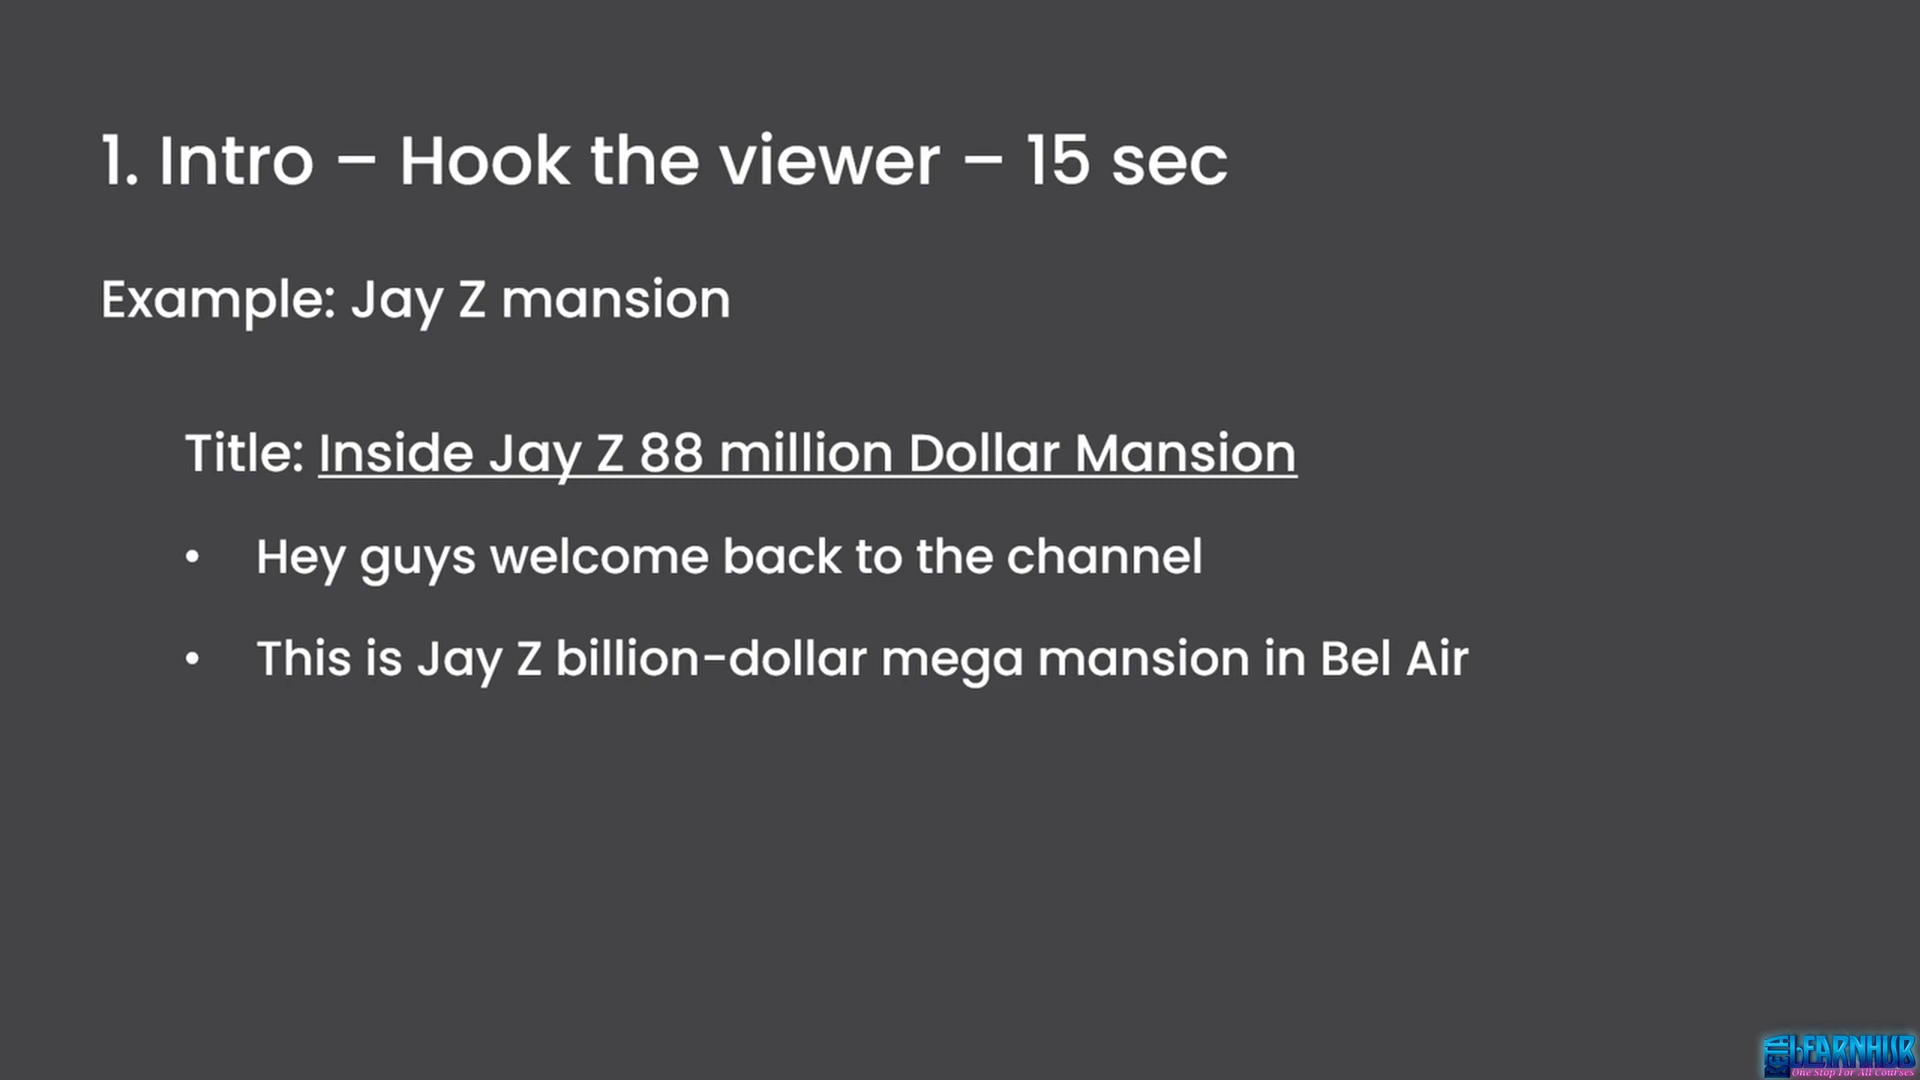 1. Intro – Hook the viewer – 15 sec
Example: Jay Z mansion
Title: Inside Jay Z 88 million Dollar Mansion
• Hey guys welcome back to the channel
• This is Jay Z billion-dollar mega mansion in Bel Air
LEARNHUB
One Stop For All Courses